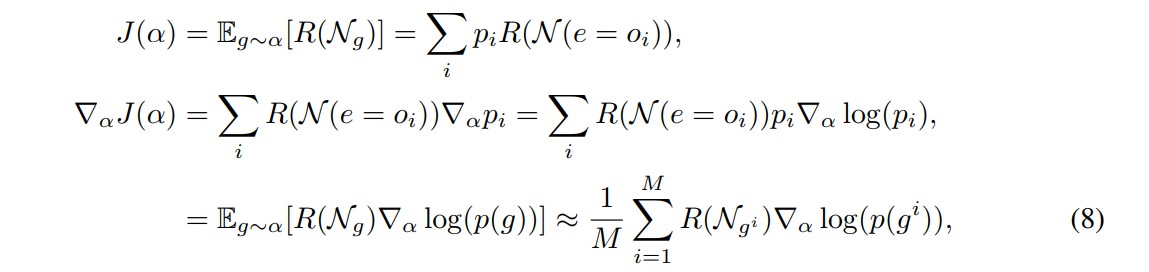 J(α) = 𝔼_{g∼α}[R(𝒩_g)] = ∑_i p_i R(𝒩(e = o_i)),
∇_α J(α) = ∑_i R(𝒩(e = o_i))∇_α p_i = ∑_i R(𝒩(e = o_i))p_i ∇_α log(p_i),
= 𝔼_{g∼α}[R(𝒩_g)∇_α log(p(g))] ≈ \frac{1}{M} ∑_{i=1}^{M} R(𝒩_{g^i})∇_α log(p(g^i)), (8)